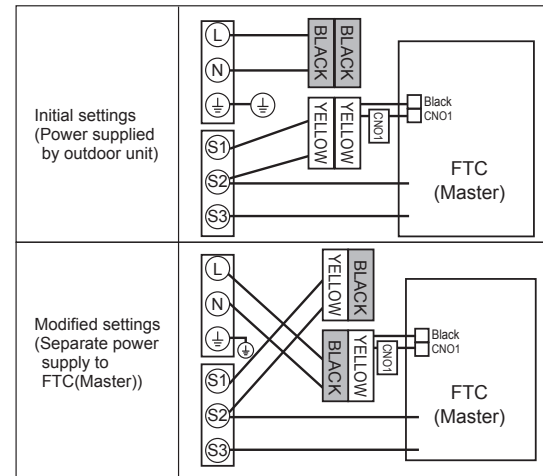 Initial settings
(Power supplied
by outdoor unit)
L
N
S1
S2
S3
BLACK
BLACK
YELLOW
YELLOW
CNO1
Black
CNO1
FTC
(Master)
Modified settings
(Separate power
supply to
FTC(Master))
L
N
S1
S2
S3
YELLOW
BLACK
BLACK
YELLOW
CNO1
Black
CNO1
FTC
(Master)